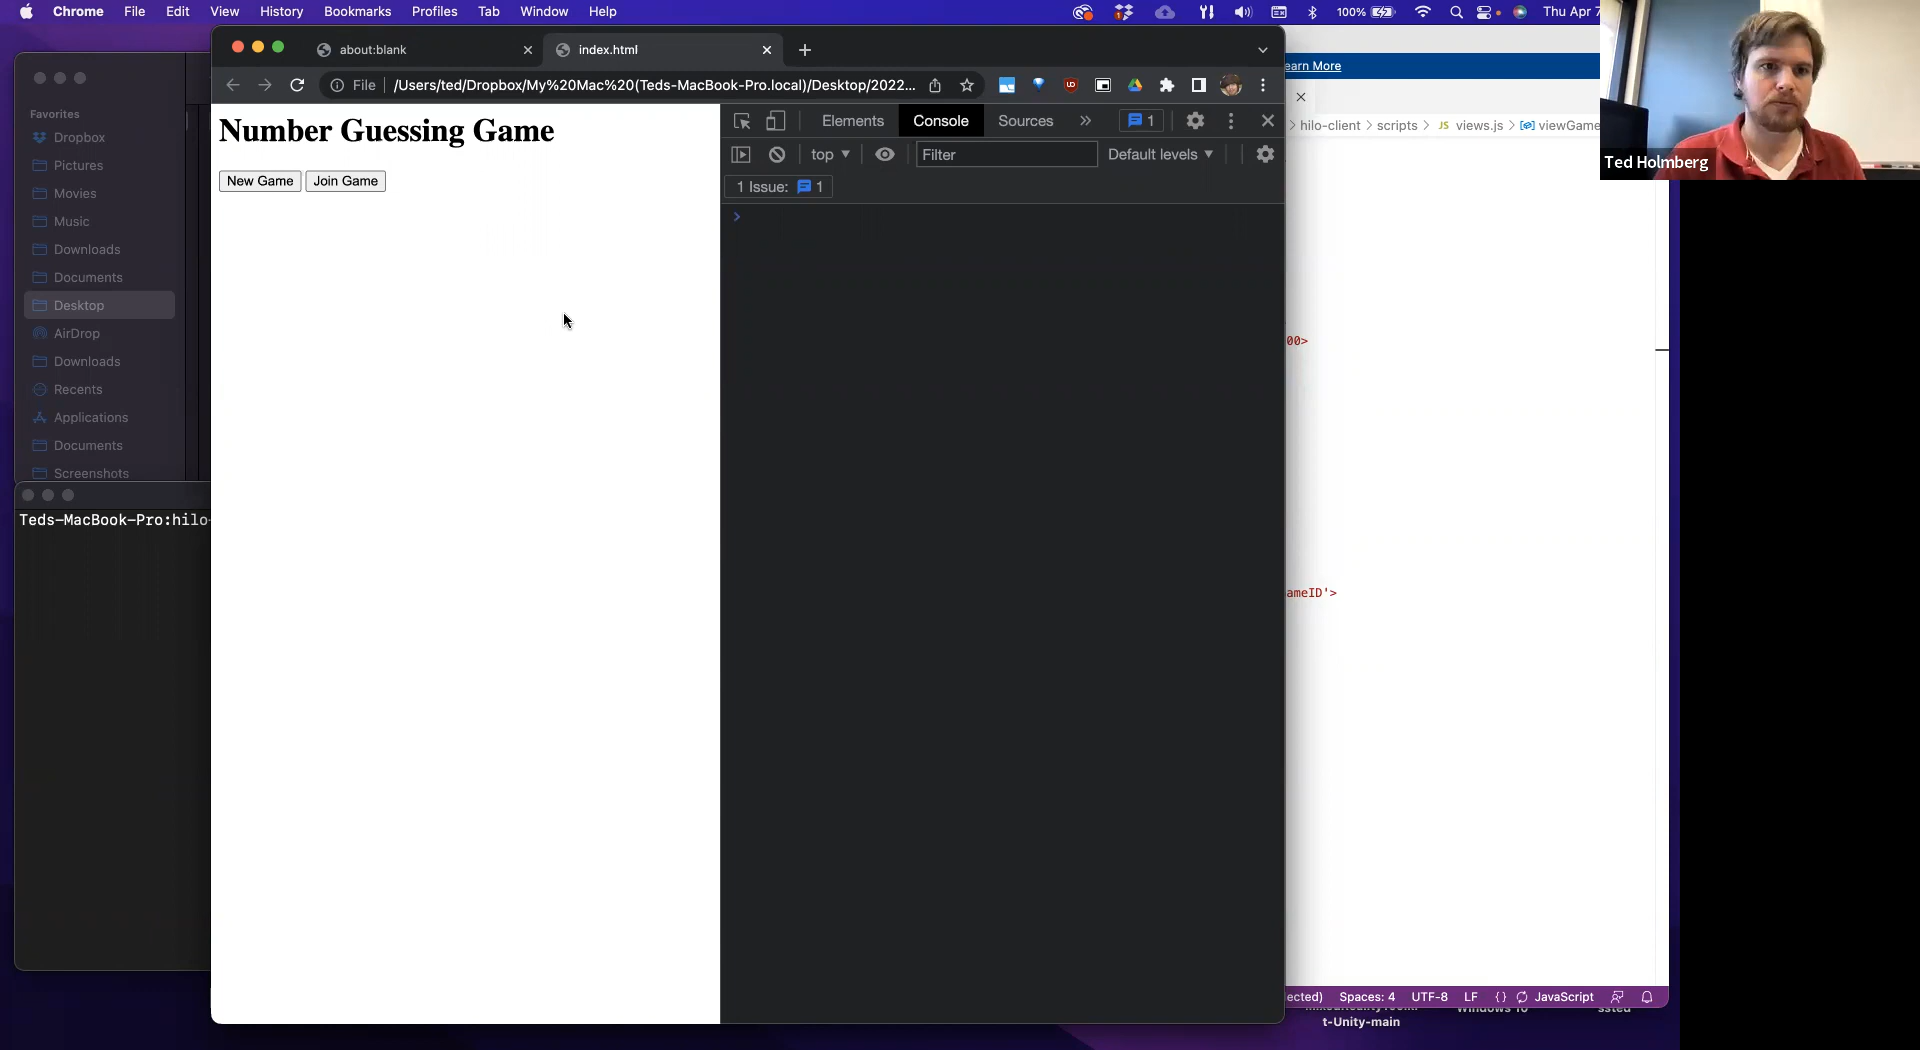 Chrome File Edit View History Bookmarks Profiles Tab Window Help
100% Thu Apr 7
about:blank
index.html
File /Users/ted/Dropbox/My%20Mac%20(Teds-MacBook-Pro.local)/Desktop/2022...
Number Guessing Game
New Game Join Game
Elements Console Sources 1
top Filter Default levels
1 Issue: 1
Favorites
Dropbox
Pictures
Movies
Music
Downloads
Documents
Desktop
AirDrop
Downloads
Recents
Applications
Documents
Screenshots
Teds-MacBook-Pro:hilo-
earn More
hilo-client > scripts > JS views.js > viewGame
00>
ameID'>
ected) Spaces: 4 UTF-8 LF {} JavaScript
Windows 10
t-Unity-main
Ted Holmberg